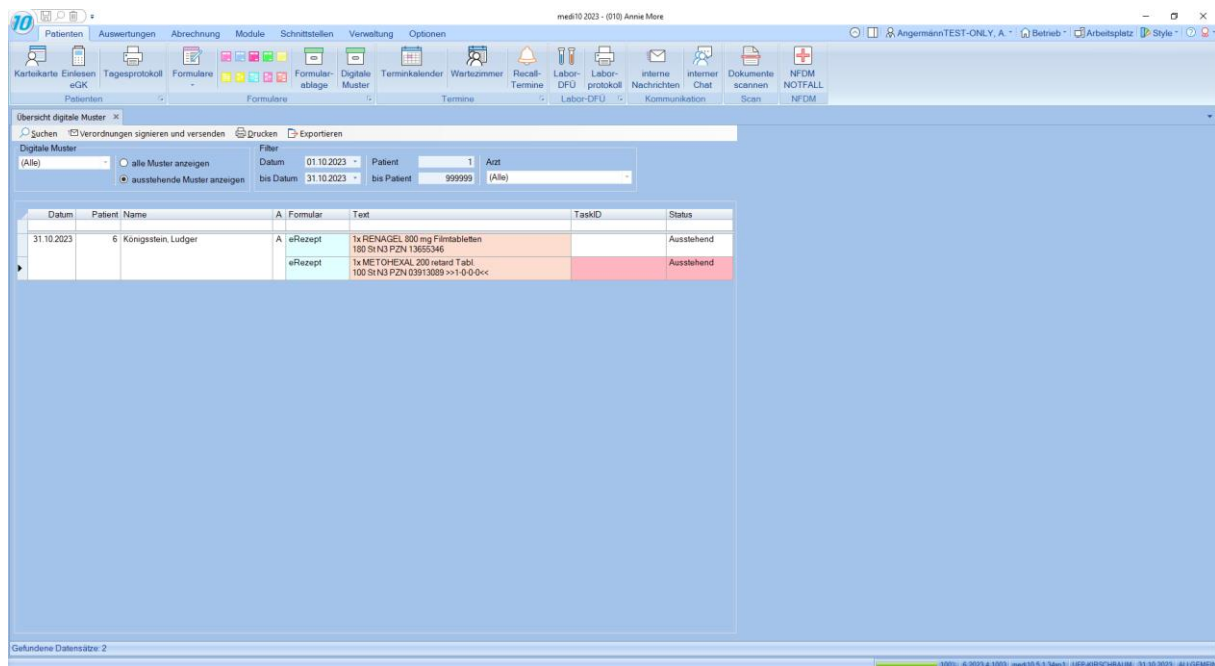 10
medi10 2023 - (010) Annie More
Patienten Auswertungen Abrechnung Module Schnittstellen Verwaltung Optionen
AngermannTEST-ONLY, A. Betrieb Arbeitsplatz Style
Karteikarte Einlesen eGK Tagesprotokoll Formulare Formular-ablage Digitale Muster Terminkalender Wartezimmer Recall-Termine Labor-DFÜ Labor-protokoll interne Nachrichten interner Chat Dokumente scannen NFDM NOTFALL
Patienten Formulare Termine Labor-DFÜ Kommunikation Scan NFDM
Übersicht digitale Muster
Suchen Verordnungen signieren und versenden Drucken Exportieren
Digitale Muster Filter
(Alle) alle Muster anzeigen Datum 01.10.2023 Patient 1 Arzt
ausstehende Muster anzeigen bis Datum 31.10.2023 bis Patient 999999 (Alle)
Datum Patient Name A Formular Text TaskID Status
31.10.2023 6 Königsstein, Ludger A eRezept 1x RENAGEL 800 mg Filmtabletten Ausstehend
180 St N3 PZN 13655346
eRezept 1x METOHEXAL 200 retard Tabl. Ausstehend
100 St N3 PZN 03913089 >>1-0-0-0<<
Gefundene Datensätze: 2
31.10.2023 ALLGEMEIN